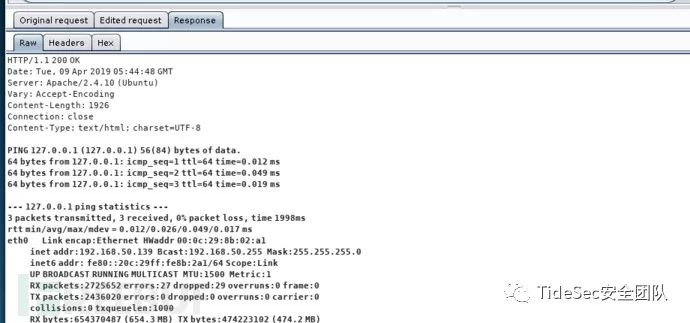 Original request Edited request Response
Raw Headers Hex
HTTP/1.1 200 OK
Date: Tue, 09 Apr 2019 05:44:48 GMT
Server: Apache/2.4.10 (Ubuntu)
Vary: Accept-Encoding
Content-Length: 1926
Connection: close
Content-Type: text/html; charset=UTF-8
PING 127.0.0.1 (127.0.0.1) 56(84) bytes of data.
64 bytes from 127.0.0.1: icmp_seq=1 ttl=64 time=0.012 ms
64 bytes from 127.0.0.1: icmp_seq=2 ttl=64 time=0.049 ms
64 bytes from 127.0.0.1: icmp_seq=3 ttl=64 time=0.019 ms
--- 127.0.0.1 ping statistics ---
3 packets transmitted, 3 received, 0% packet loss, time 1998ms
rtt min/avg/max/mdev = 0.012/0.026/0.049/0.017 ms
eth0 Link encap:Ethernet HWaddr 00:0c:29:8b:02:a1
inet addr:192.168.50.139 Bcast:192.168.50.255 Mask:255.255.255.0
inet6 addr: fe80::20c:29ff:fe8b:2a1/64 Scope:Link
UP BROADCAST RUNNING MULTICAST MTU:1500 Metric:1
RX packets:2725652 errors:27 dropped:29 overruns:0 frame:0
TX packets:2436020 errors:0 dropped:0 overruns:0 carrier:0
collisions:0 txqueuelen:1000
RX bytes:654370487 (654.3 MB) TX bytes:474223102 (474.2 MB)
TideSec安全团队